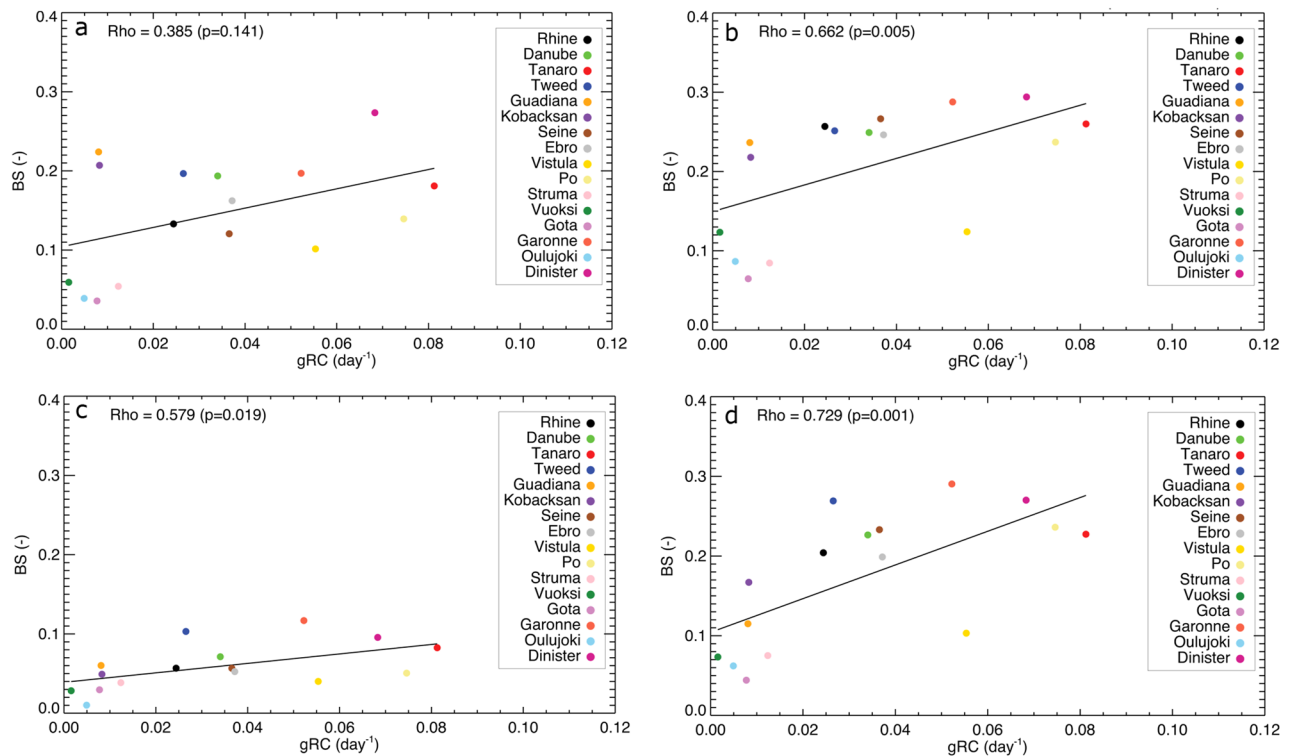 a
Rho = 0.385 (p=0.141)
0.4
0.3
0.2
0.1
0.0
BS (-)
0.00 0.02 0.04 0.06 0.08 0.10 0.12
gRC (day⁻¹)
Rhine
Danube
Tanaro
Tweed
Guadiana
Kobacksan
Seine
Ebro
Vistula
Po
Struma
Vuoksi
Gota
Garonne
Oulujoki
Dinister
b
Rho = 0.662 (p=0.005)
0.4
0.3
0.2
0.1
0.0
BS (-)
0.00 0.02 0.04 0.06 0.08 0.10 0.12
gRC (day⁻¹)
Rhine
Danube
Tanaro
Tweed
Guadiana
Kobacksan
Seine
Ebro
Vistula
Po
Struma
Vuoksi
Gota
Garonne
Oulujoki
Dinister
c
Rho = 0.579 (p=0.019)
0.4
0.3
0.2
0.1
0.0
BS (-)
0.00 0.02 0.04 0.06 0.08 0.10 0.12
gRC (day⁻¹)
Rhine
Danube
Tanaro
Tweed
Guadiana
Kobacksan
Seine
Ebro
Vistula
Po
Struma
Vuoksi
Gota
Garonne
Oulujoki
Dinister
d
Rho = 0.729 (p=0.001)
0.4
0.3
0.2
0.1
0.0
BS (-)
0.00 0.02 0.04 0.06 0.08 0.10 0.12
gRC (day⁻¹)
Rhine
Danube
Tanaro
Tweed
Guadiana
Kobacksan
Seine
Ebro
Vistula
Po
Struma
Vuoksi
Gota
Garonne
Oulujoki
Dinister